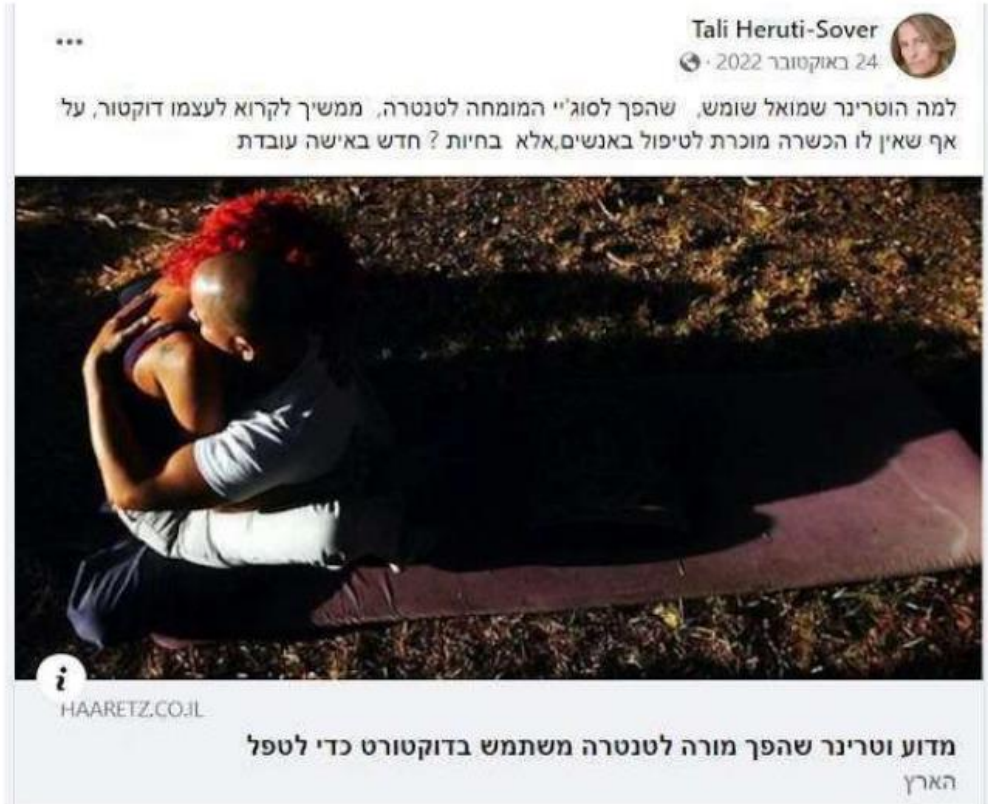 Tali Heruti-Sover
24 באוקטובר 2022
למה הוטרינר שמואל שומש, שהפך לסוג'יי המומחה לטנטרה, ממשיך לקרוא לעצמו דוקטור, על
אף שאין לו הכשרה מוכרת לטיפול באנשים,אלא בחיות ? חדש באישה עובדת
HAARETZ.CO.IL
מדוע וטרינר שהפך מורה לטנטרה משתמש בדוקטורט כדי לטפל
הארץ